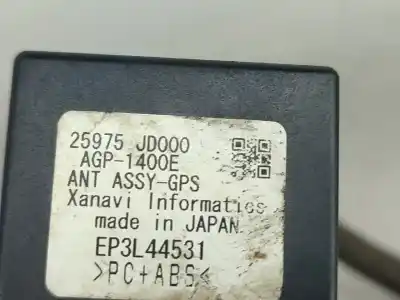 25975 JD000
AGP-1400E
ANT ASSY-GPS
Xanavi Informatics
made in JAPAN
EP3L44531
>PC+ABS<